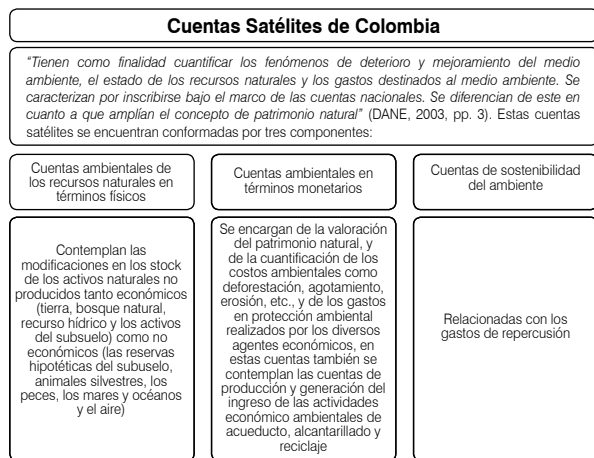 Cuentas Satélites de Colombia
“Tienen como finalidad cuantificar los fenómenos de deterioro y mejoramiento del medio
ambiente, el estado de los recursos naturales y los gastos destinados al medio ambiente. Se
caracterizan por inscribirse bajo el marco de las cuentas nacionales. Se diferencian de este en
cuanto a que amplían el concepto de patrimonio natural” (DANE, 2003, pp. 3). Estas cuentas
satélites se encuentran conformadas por tres componentes:
Cuentas ambientales de
los recursos naturales en
términos físicos
Cuentas ambientales en
términos monetarios
Cuentas de sostenibilidad
del ambiente
Contemplan las
modificaciones en los stock
de los activos naturales no
producidos tanto económicos
(tierra, bosque natural,
recurso hídrico y los activos
del subsuelo) como no
económicos (las reservas
hipotéticas del subuselo,
animales silvestres, los
peces, los mares y océanos
y el aire)
Se encargan de la valoración
del patrimonio natural, y
de la cuantificación de los
costos ambientales como
deforestación, agotamiento,
erosión, etc., y de los gastos
en protección ambiental
realizados por los diversos
agentes económicos, en
estas cuentas también se
contemplan las cuentas de
producción y generación del
ingreso de las actividades
económico ambientales de
acueducto, alcantarillado y
reciclaje
Relacionadas con los
gastos de repercusión